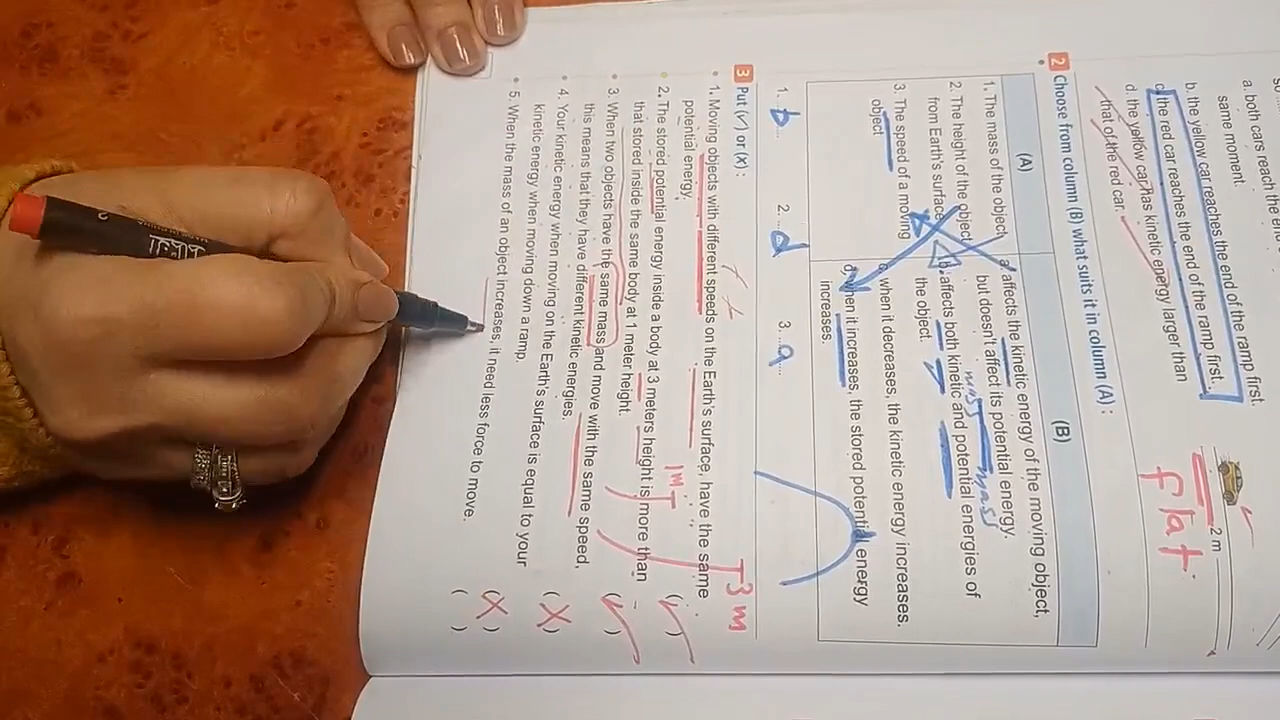 a. both cars reach the end of the ramp
same moment.
b. the yellow car reaches the end of the ramp first.
c. the red car reaches the end of the ramp first.
d. the yellow car has kinetic energy larger than
that of the red car.
2 m
flat
2 Choose from column (B) what suits it in column (A) :
(A)
(B)
1. The mass of the object
2. The height of the object
from Earth's surface
3. The speed of a moving
object
a. affects the kinetic energy of the moving object,
but doesn't affect its potential energy.
mass
b. affects both kinetic and potential energies of
the object.
c. when it decreases, the kinetic energy increases.
d. when it increases, the stored potential energy
increases.
1. b 2. d 3. a
3 Put (√) or (X) :
1. Moving objects with different speeds on the Earth's surface, have the same
potential energy. (✓)
3 m
2. The stored potential energy inside a body at 3 meters height is more than
that stored inside the same body at 1 meter height. (✓)
1m
3. When two objects have the same mass and move with the same speed,
this means that they have different kinetic energies. (X)
4. Your kinetic energy when moving on the Earth's surface is equal to your
kinetic energy when moving down a ramp. (X)
5. When the mass of an object increases, it need less force to move. ( )